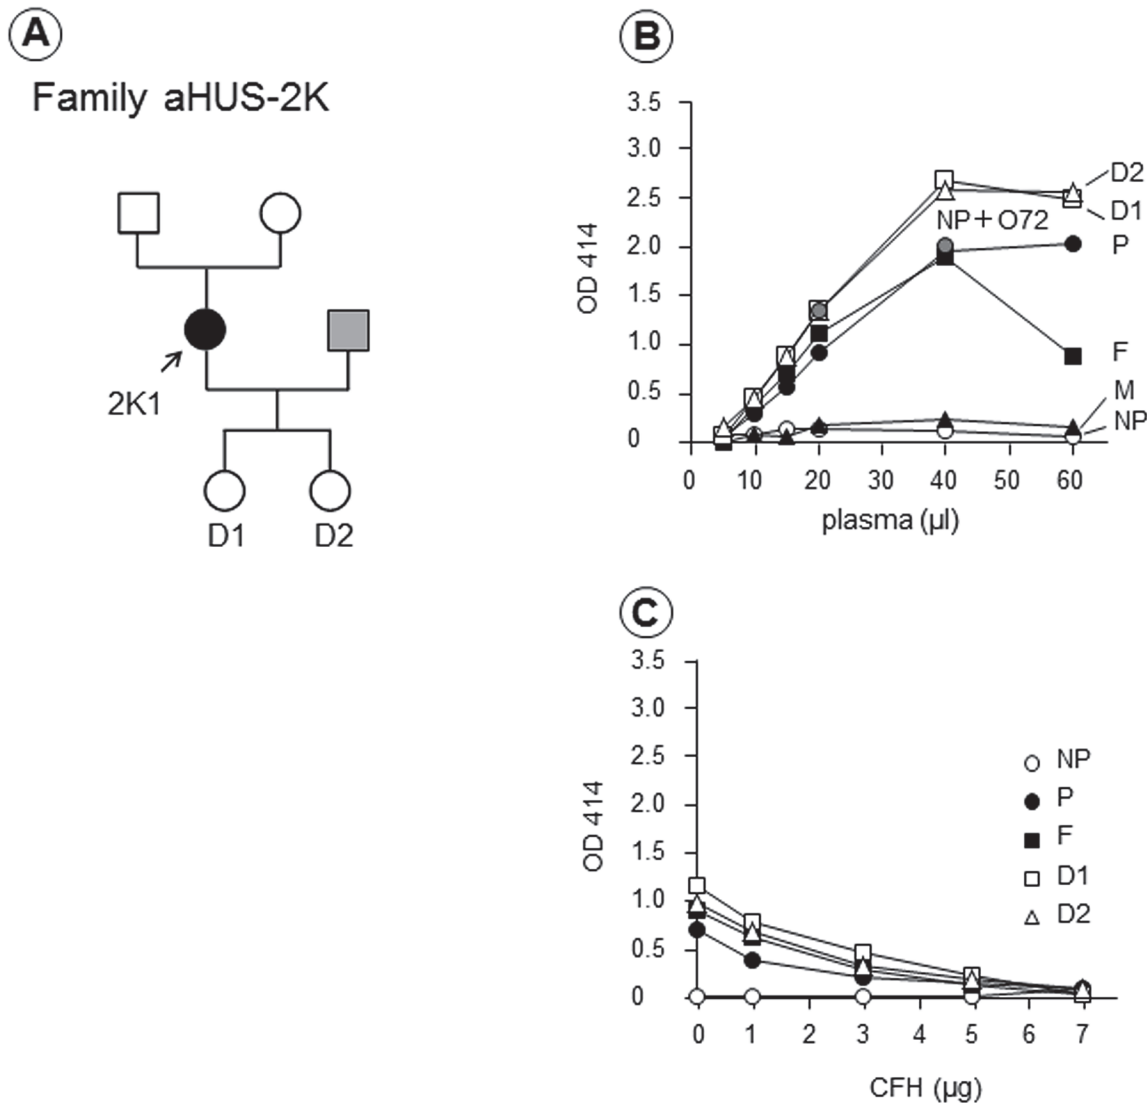 A
Family aHUS-2K
2K1
D1
D2
B
OD 414
3.5
3.0
2.5
2.0
1.5
1.0
0.5
0
NP + O72
D2
D1
P
F
M
NP
0 10 20 30 40 50 60
plasma (µl)
C
OD 414
3.5
3.0
2.5
2.0
1.5
1.0
0.5
0
NP
P
F
D1
D2
0 1 2 3 4 5 6 7
CFH (µg)